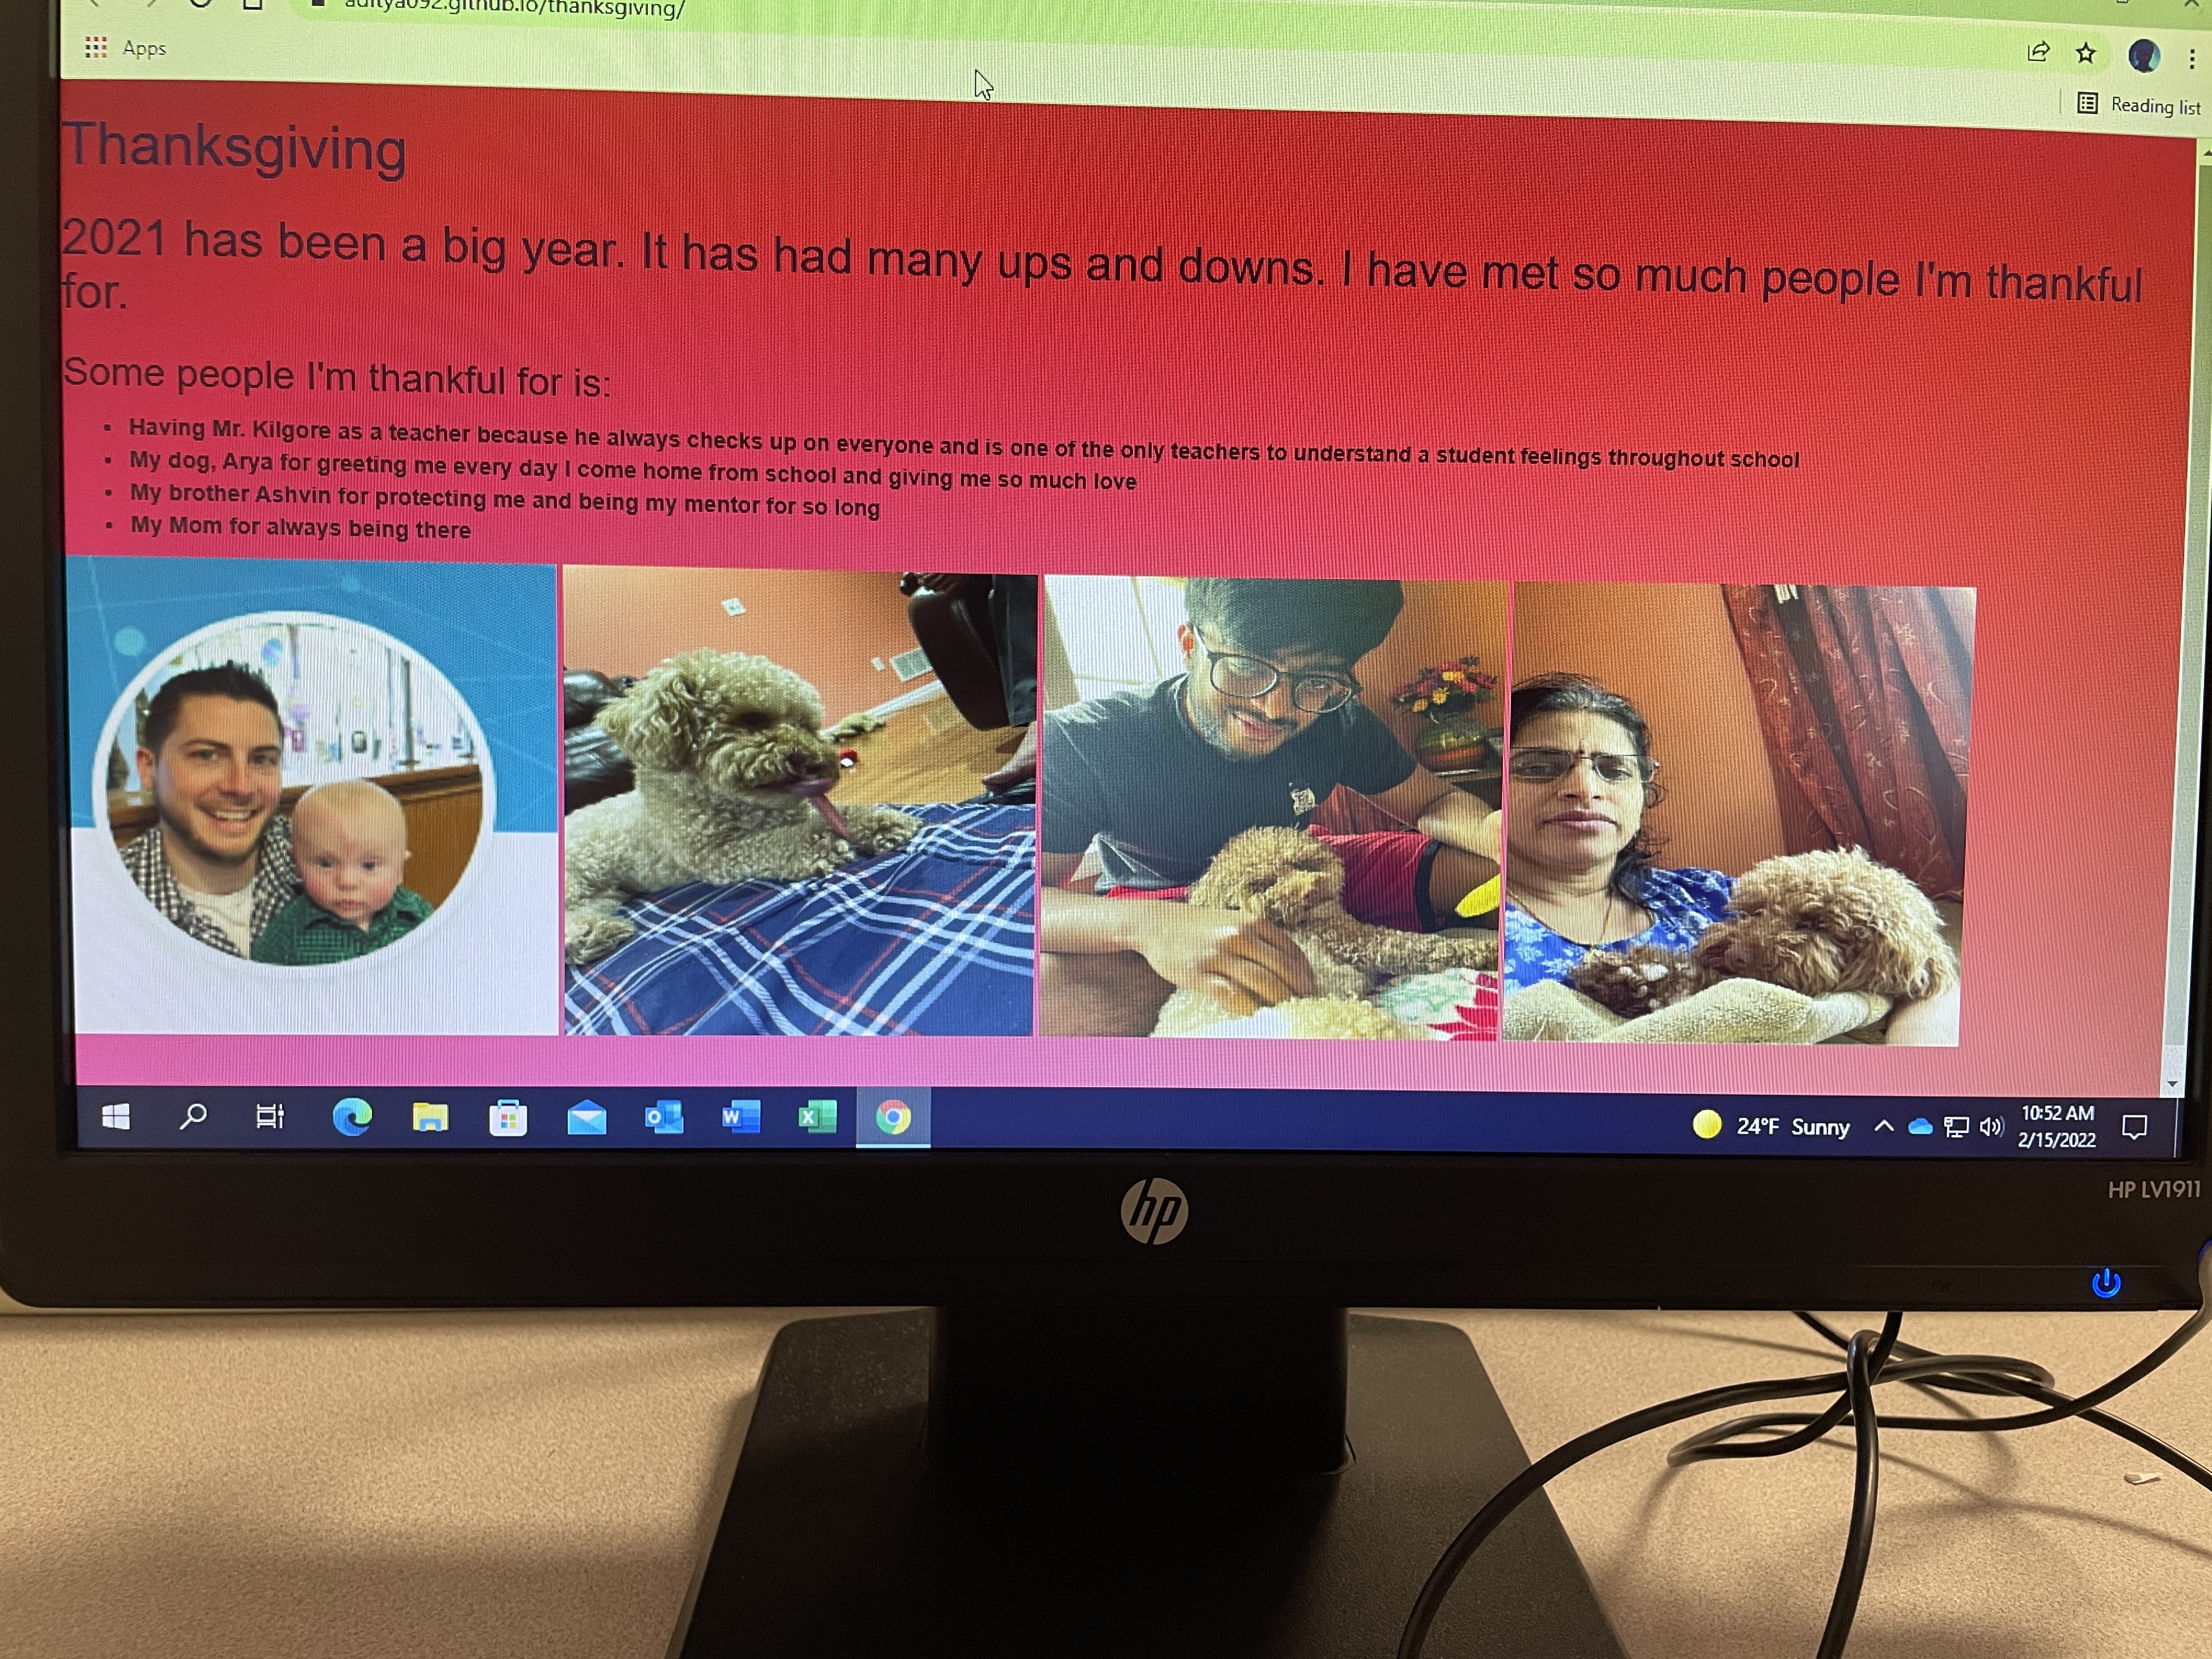 aditya092.github.io/thanksgiving/
Apps
Reading list
Thanksgiving
2021 has been a big year. It has had many ups and downs. I have met so much people I'm thankful
for.
Some people I'm thankful for is:
Having Mr. Kilgore as a teacher because he always checks up on everyone and is one of the only teachers to understand a student feelings throughout school
My dog, Arya for greeting me every day I come home from school and giving me so much love
My brother Ashvin for protecting me and being my mentor for so long
My Mom for always being there
24°F Sunny
10:52 AM
2/15/2022
hp
HP LV1911